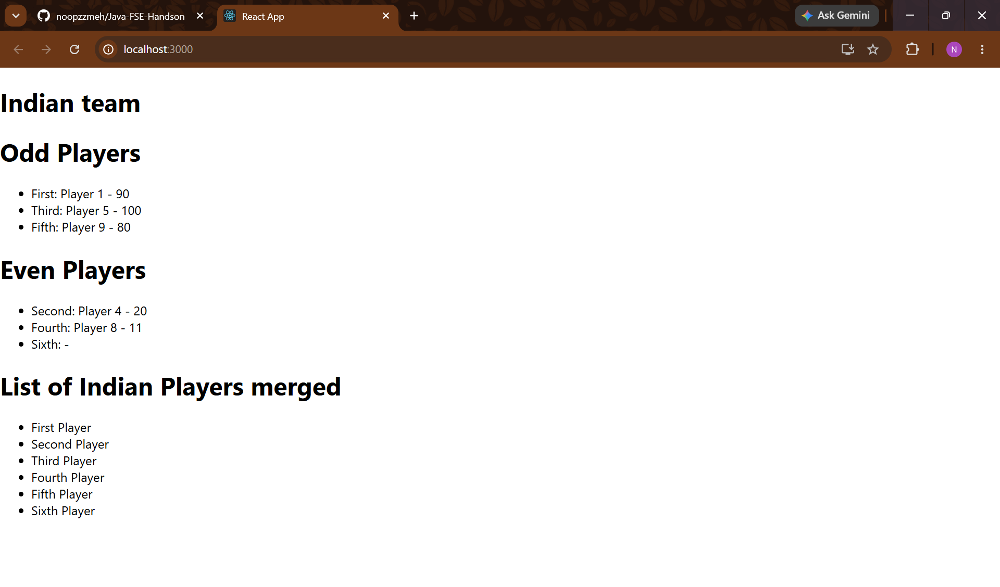 noopzzmeh/Java-FSE-Handson
React App
Ask Gemini
localhost:3000
N
Indian team
Odd Players
First: Player 1 - 90
Third: Player 5 - 100
Fifth: Player 9 - 80
Even Players
Second: Player 4 - 20
Fourth: Player 8 - 11
Sixth: -
List of Indian Players merged
First Player
Second Player
Third Player
Fourth Player
Fifth Player
Sixth Player